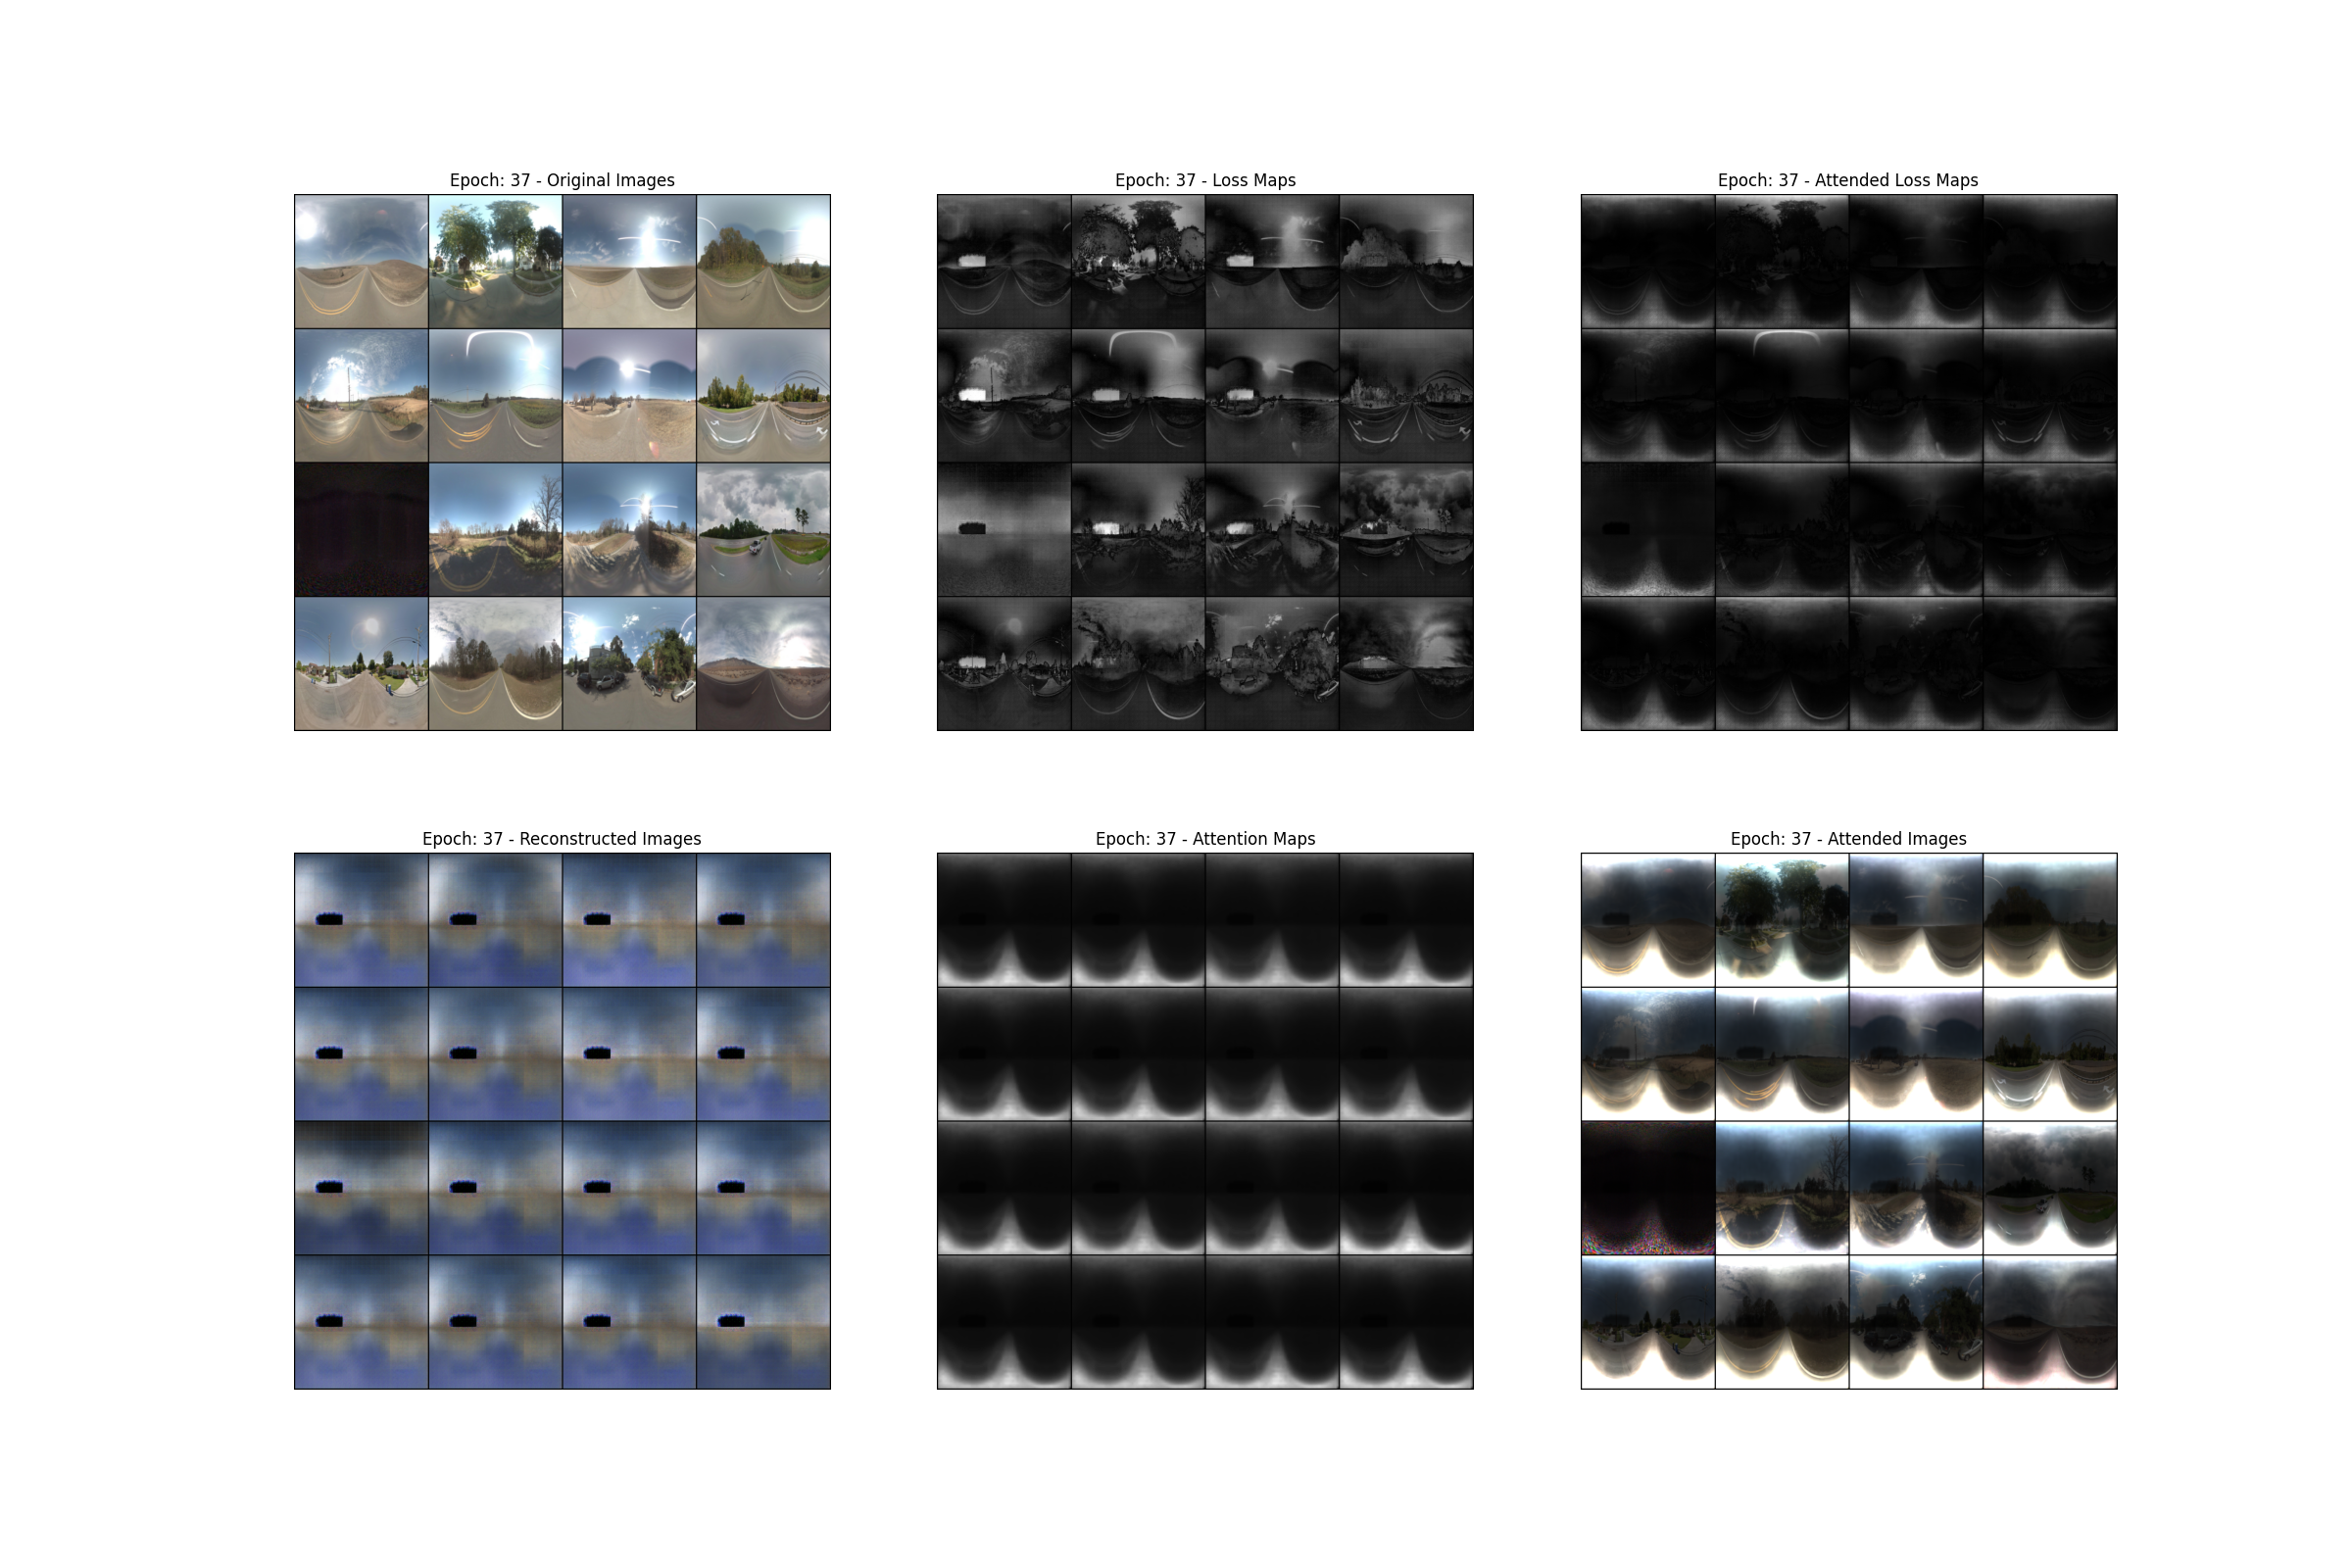 Epoch: 37 - Original Images
Epoch: 37 - Loss Maps
Epoch: 37 - Attended Loss Maps
Epoch: 37 - Reconstructed Images
Epoch: 37 - Attention Maps
Epoch: 37 - Attended Images